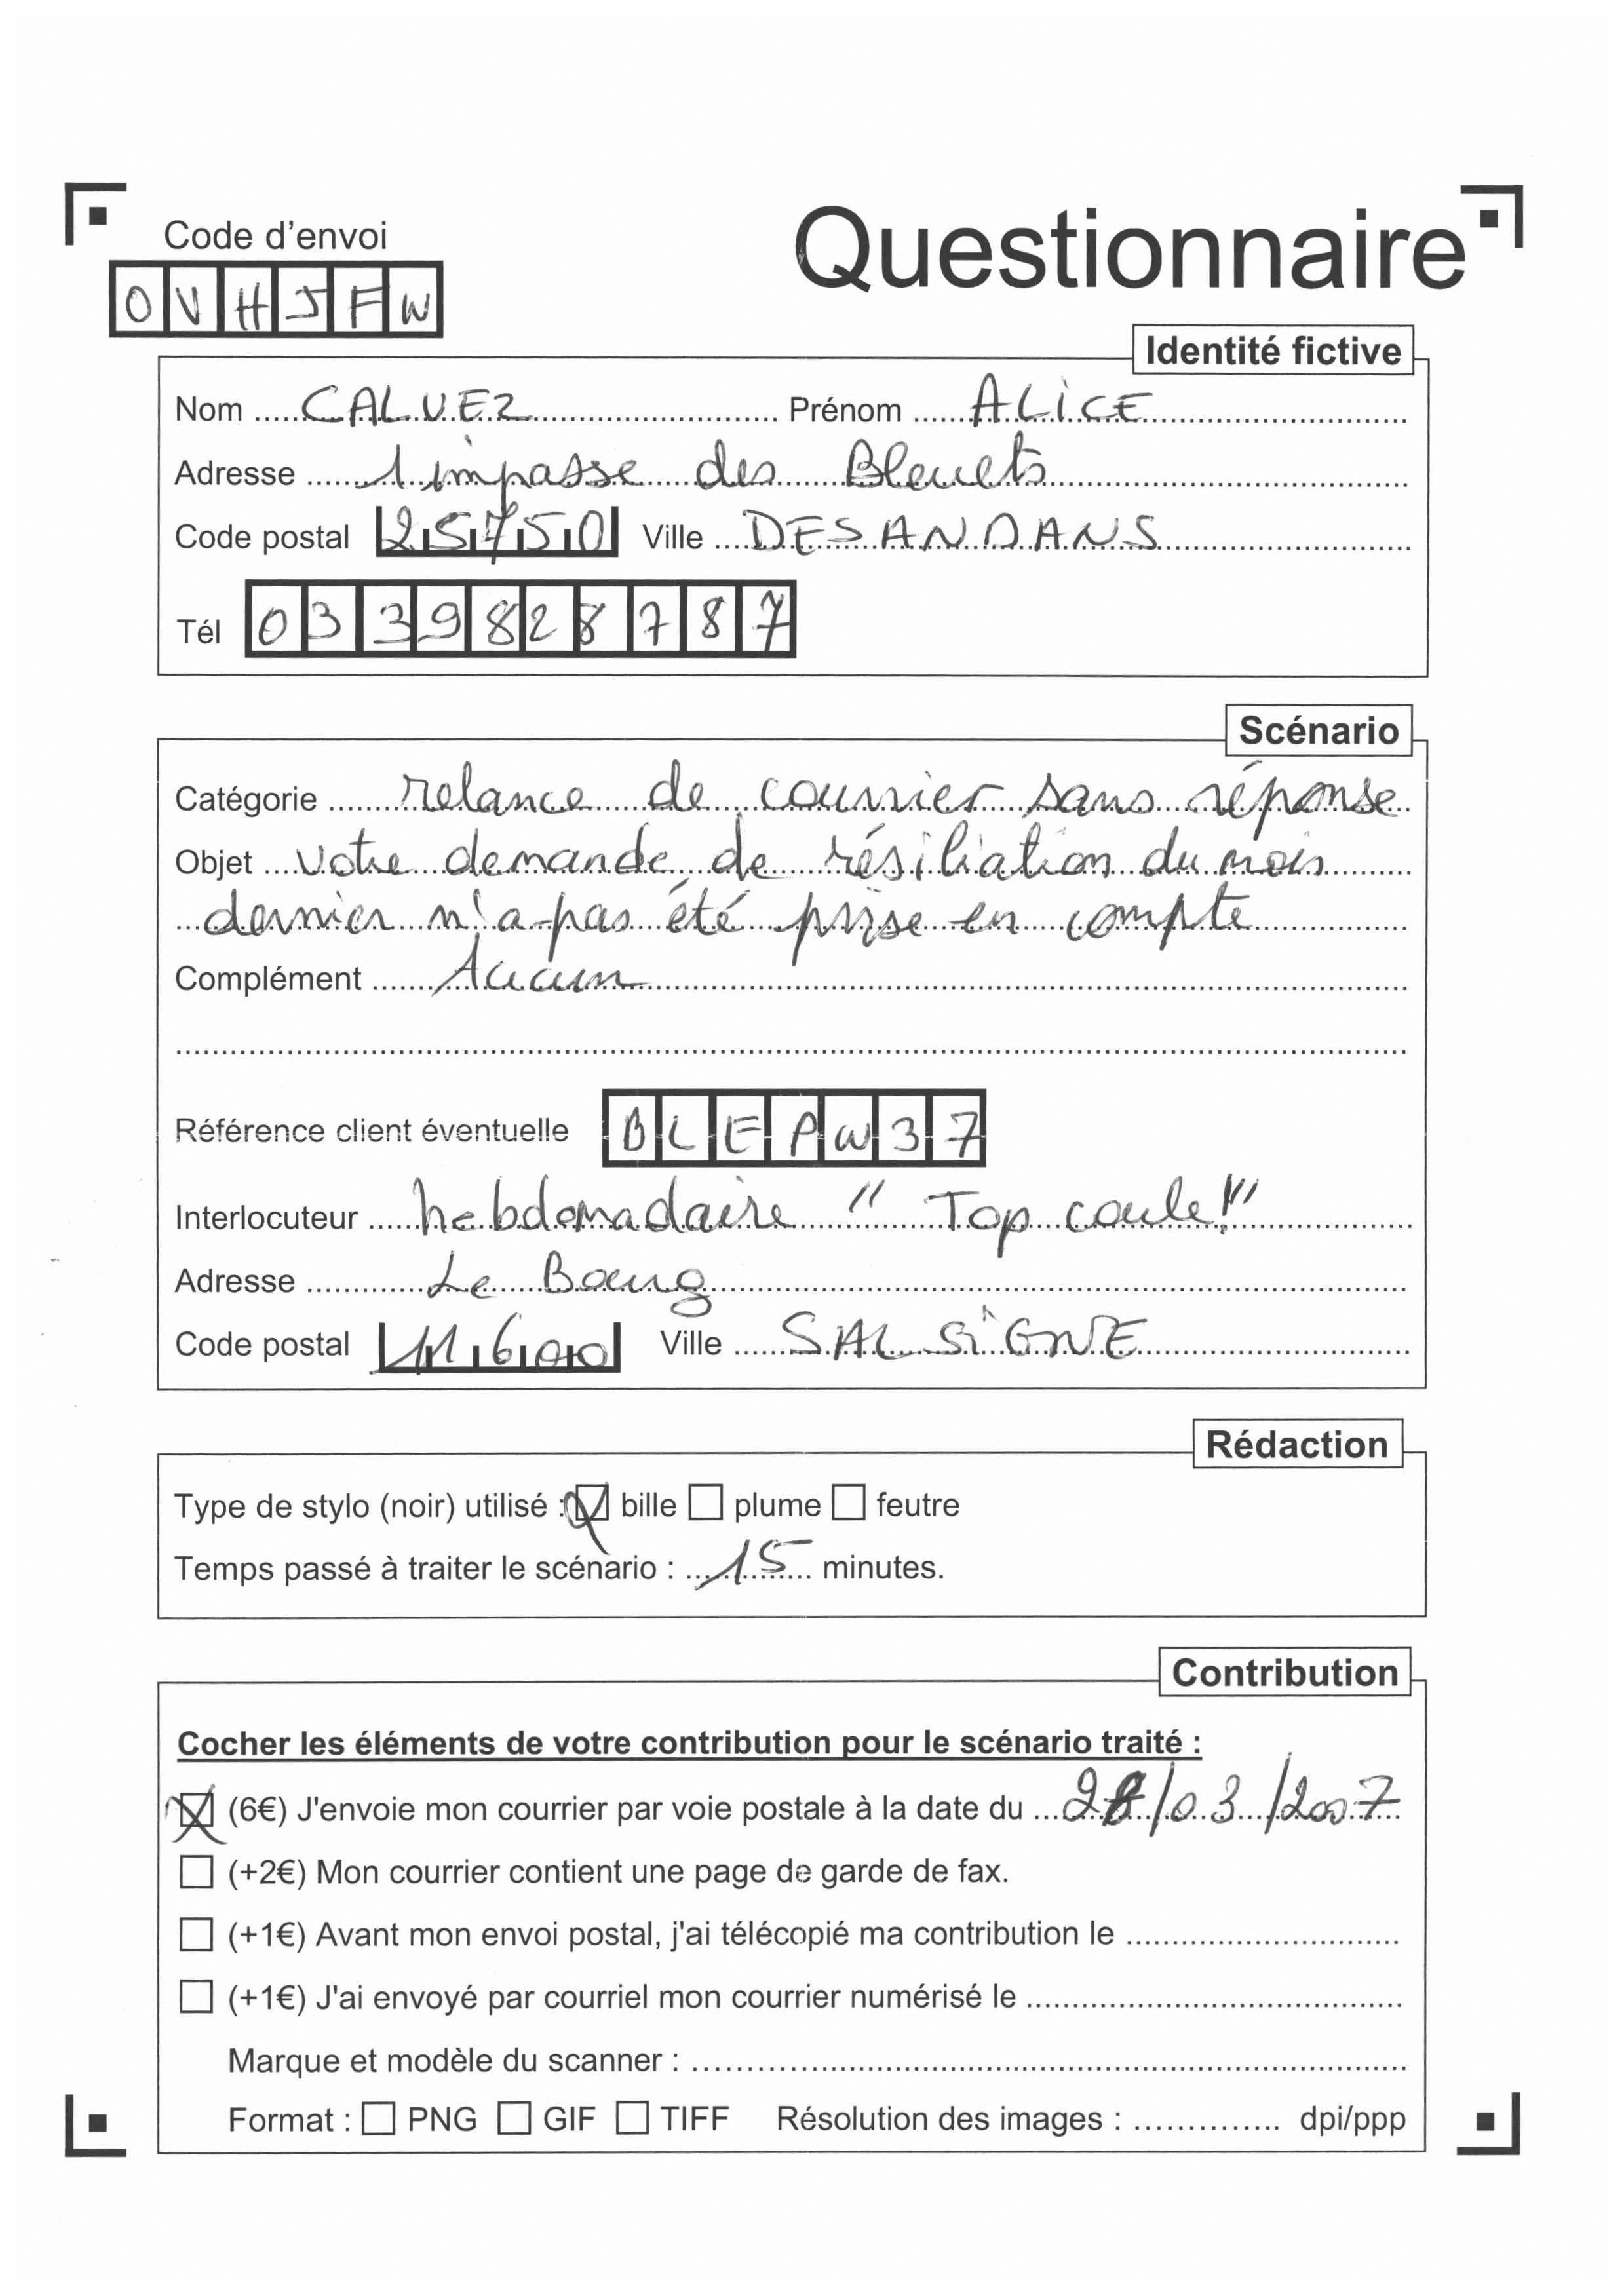 Code d'envoi
Questionnaire
OVHJFW
Identité fictive
Nom CALVEZ Prénom ALICE
Adresse 1 impasse des Bleuets
Code postal 25750 Ville DESANDANS
Tél 0339828787
Scénario
Catégorie relance de courrier sans réponse
Objet votre demande de résiliation du mois
dernier n'a pas été prise en compte
Complément Aucun
Référence client éventuelle BLEPW37
Interlocuteur hebdomadaire "Top coule!"
Adresse Le Bourg
Code postal 11600 Ville SALSIGNE
Rédaction
Type de stylo (noir) utilisé : bille plume feutre
Temps passé à traiter le scénario : 15 minutes.
Contribution
Cocher les éléments de votre contribution pour le scénario traité :
(6€) J'envoie mon courrier par voie postale à la date du /03/2007
(+2€) Mon courrier contient une page de garde de fax.
(+1€) Avant mon envoi postal, j'ai télécopié ma contribution le
(+1€) J'ai envoyé par courriel mon courrier numérisé le
Marque et modèle du scanner :
Format : PNG GIF TIFF Résolution des images : dpi/ppp